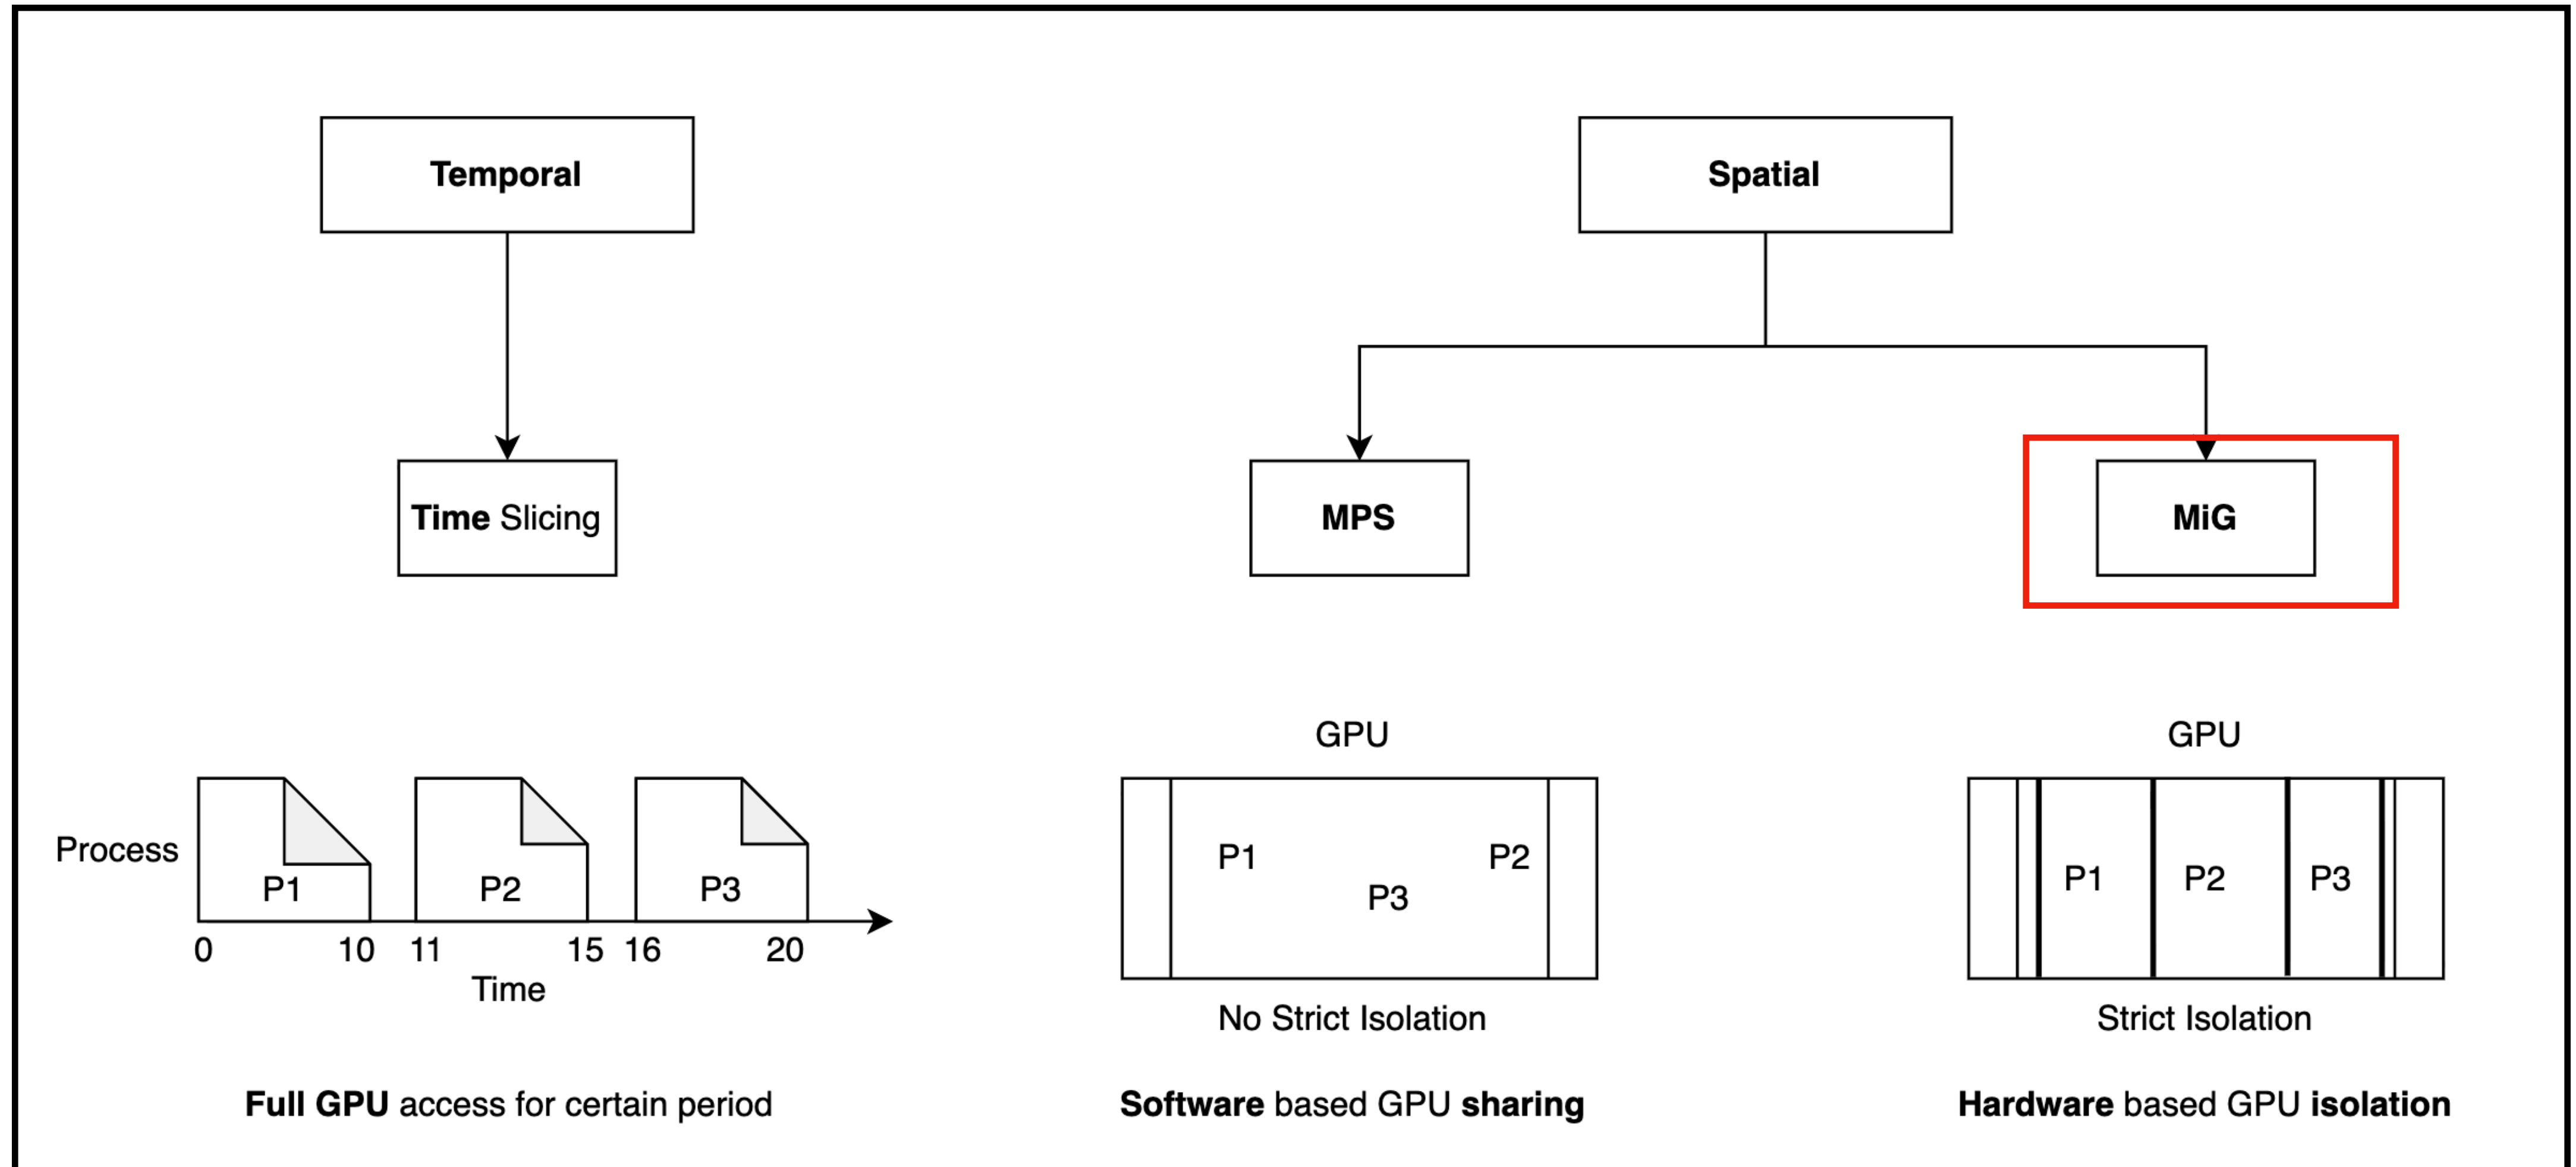 Temporal
Spatial
Time Slicing
MPS
MiG
GPU
GPU
Process
P1
P2
P3
0
10
11
15
16
20
Time
P1
P2
P3
P1
P2
P3
No Strict Isolation
Strict Isolation
Full GPU access for certain period
Software based GPU sharing
Hardware based GPU isolation